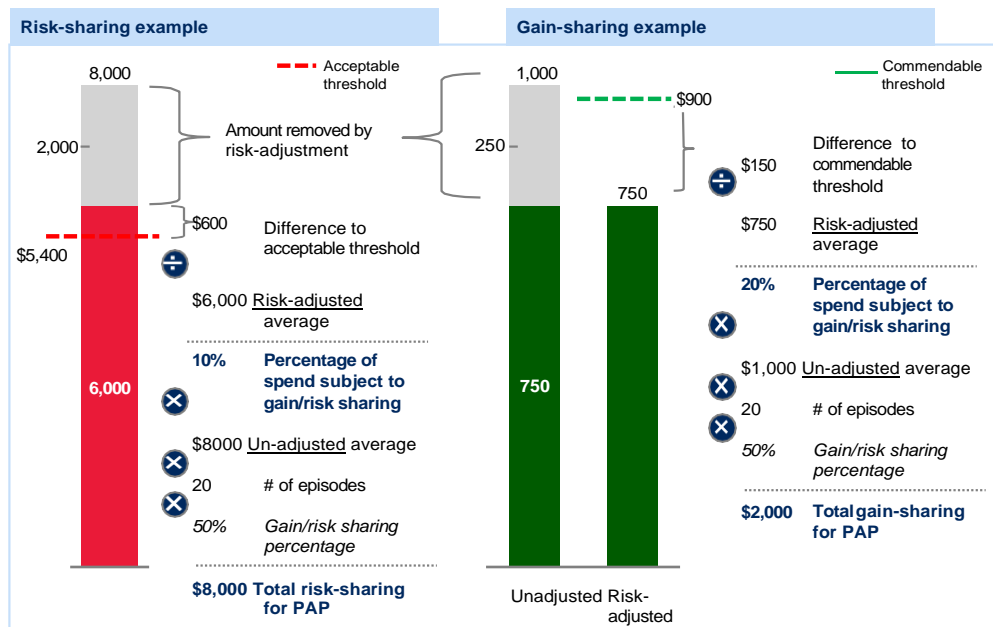 Risk-sharing example
8,000
Acceptable
threshold
2,000
Amount removed by
risk-adjustment
$600
Difference to
acceptable threshold
$5,400
÷
$6,000 Risk-adjusted
average
10% Percentage of
spend subject to
gain/risk sharing
6,000
×
$8000 Un-adjusted average
×
20 # of episodes
×
50% Gain/risk sharing
percentage
$8,000 Total risk-sharing
for PAP
Gain-sharing example
1,000
Commendable
threshold
$900
250
Difference to
$150 commendable
threshold
÷
750
$750 Risk-adjusted
average
20% Percentage of
spend subject to
gain/risk sharing
×
750
$1,000 Un-adjusted average
×
20 # of episodes
×
50% Gain/risk sharing
percentage
$2,000 Total gain-sharing
for PAP
Unadjusted Risk-
adjusted